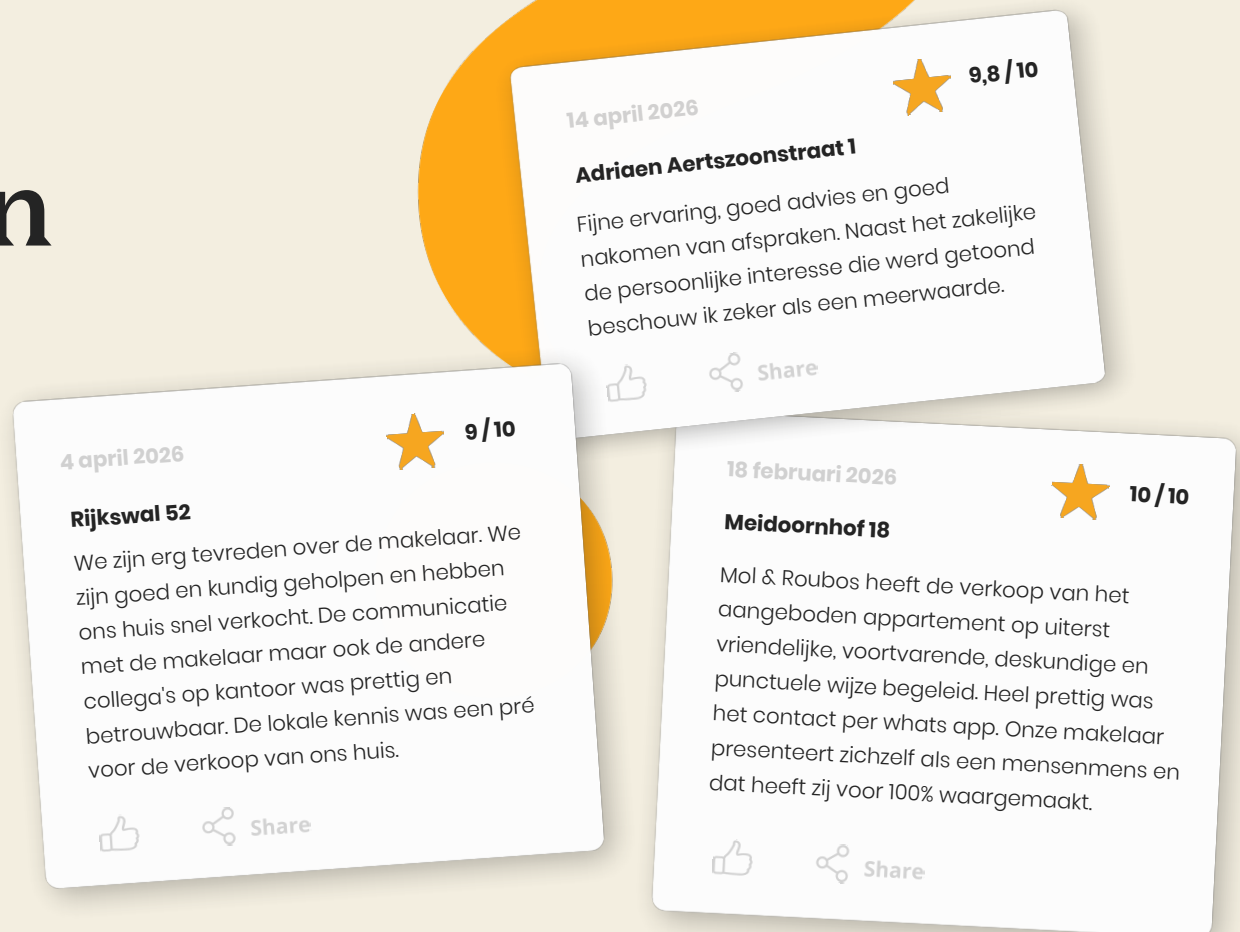 n
14 april 2026
9,8 / 10
Adriaen Aertszoonstraat 1
Fijne ervaring, goed advies en goed
nakomen van afspraken. Naast het zakelijke
de persoonlijke interesse die werd getoond
beschouw ik zeker als een meerwaarde.
Share
4 april 2026
9 / 10
Rijkswal 52
We zijn erg tevreden over de makelaar. We
zijn goed en kundig geholpen en hebben
ons huis snel verkocht. De communicatie
met de makelaar maar ook de andere
collega's op kantoor was prettig en
betrouwbaar. De lokale kennis was een pré
voor de verkoop van ons huis.
Share
18 februari 2026
10 / 10
Meidoornhof 18
Mol & Roubos heeft de verkoop van het
aangeboden appartement op uiterst
vriendelijke, voortvarende, deskundige en
punctuele wijze begeleid. Heel prettig was
het contact per whats app. Onze makelaar
presenteert zichzelf als een mensenmens en
dat heeft zij voor 100% waargemaakt.
Share